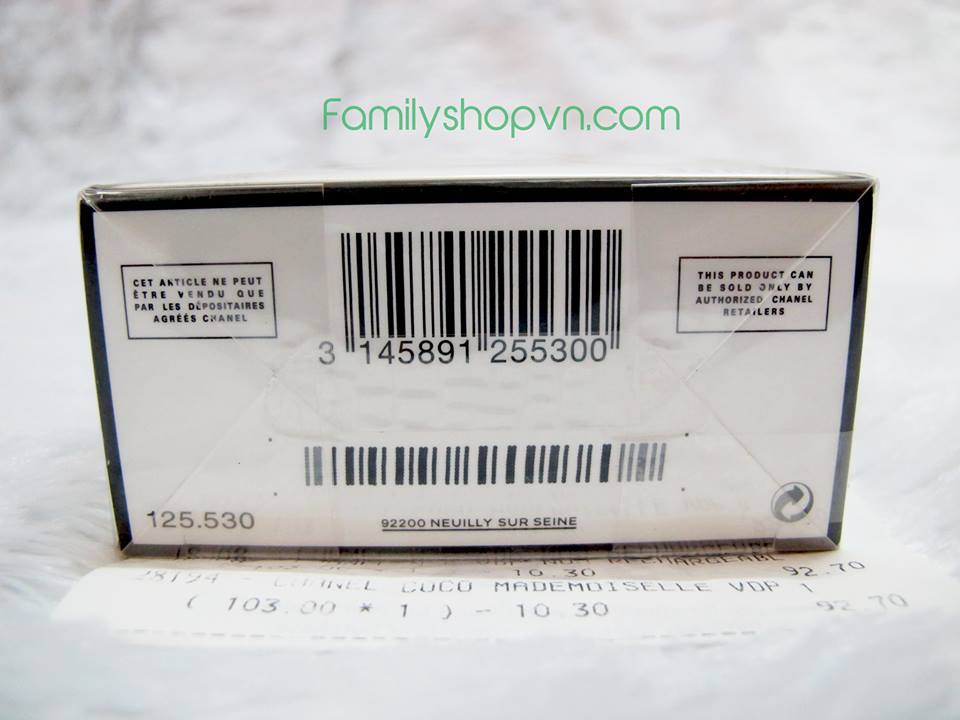 Familyshopvn.com
CET ARTICLE NE PEUT
ÊTRE VENDU QUE
PAR LES DÉPOSITAIRES
AGRÉÉS CHANEL
THIS PRODUCT CAN
BE SOLD ONLY BY
AUTHORIZED CHANEL
RETAILERS
3 145891 255300
125.530
92200 NEUILLY SUR SEINE
RECHARGEABLE
10.30 92.70
- CHANEL COCO MADEMOISELLE VDP 1
( 103.00 * 1 ) - 10.30 92.70